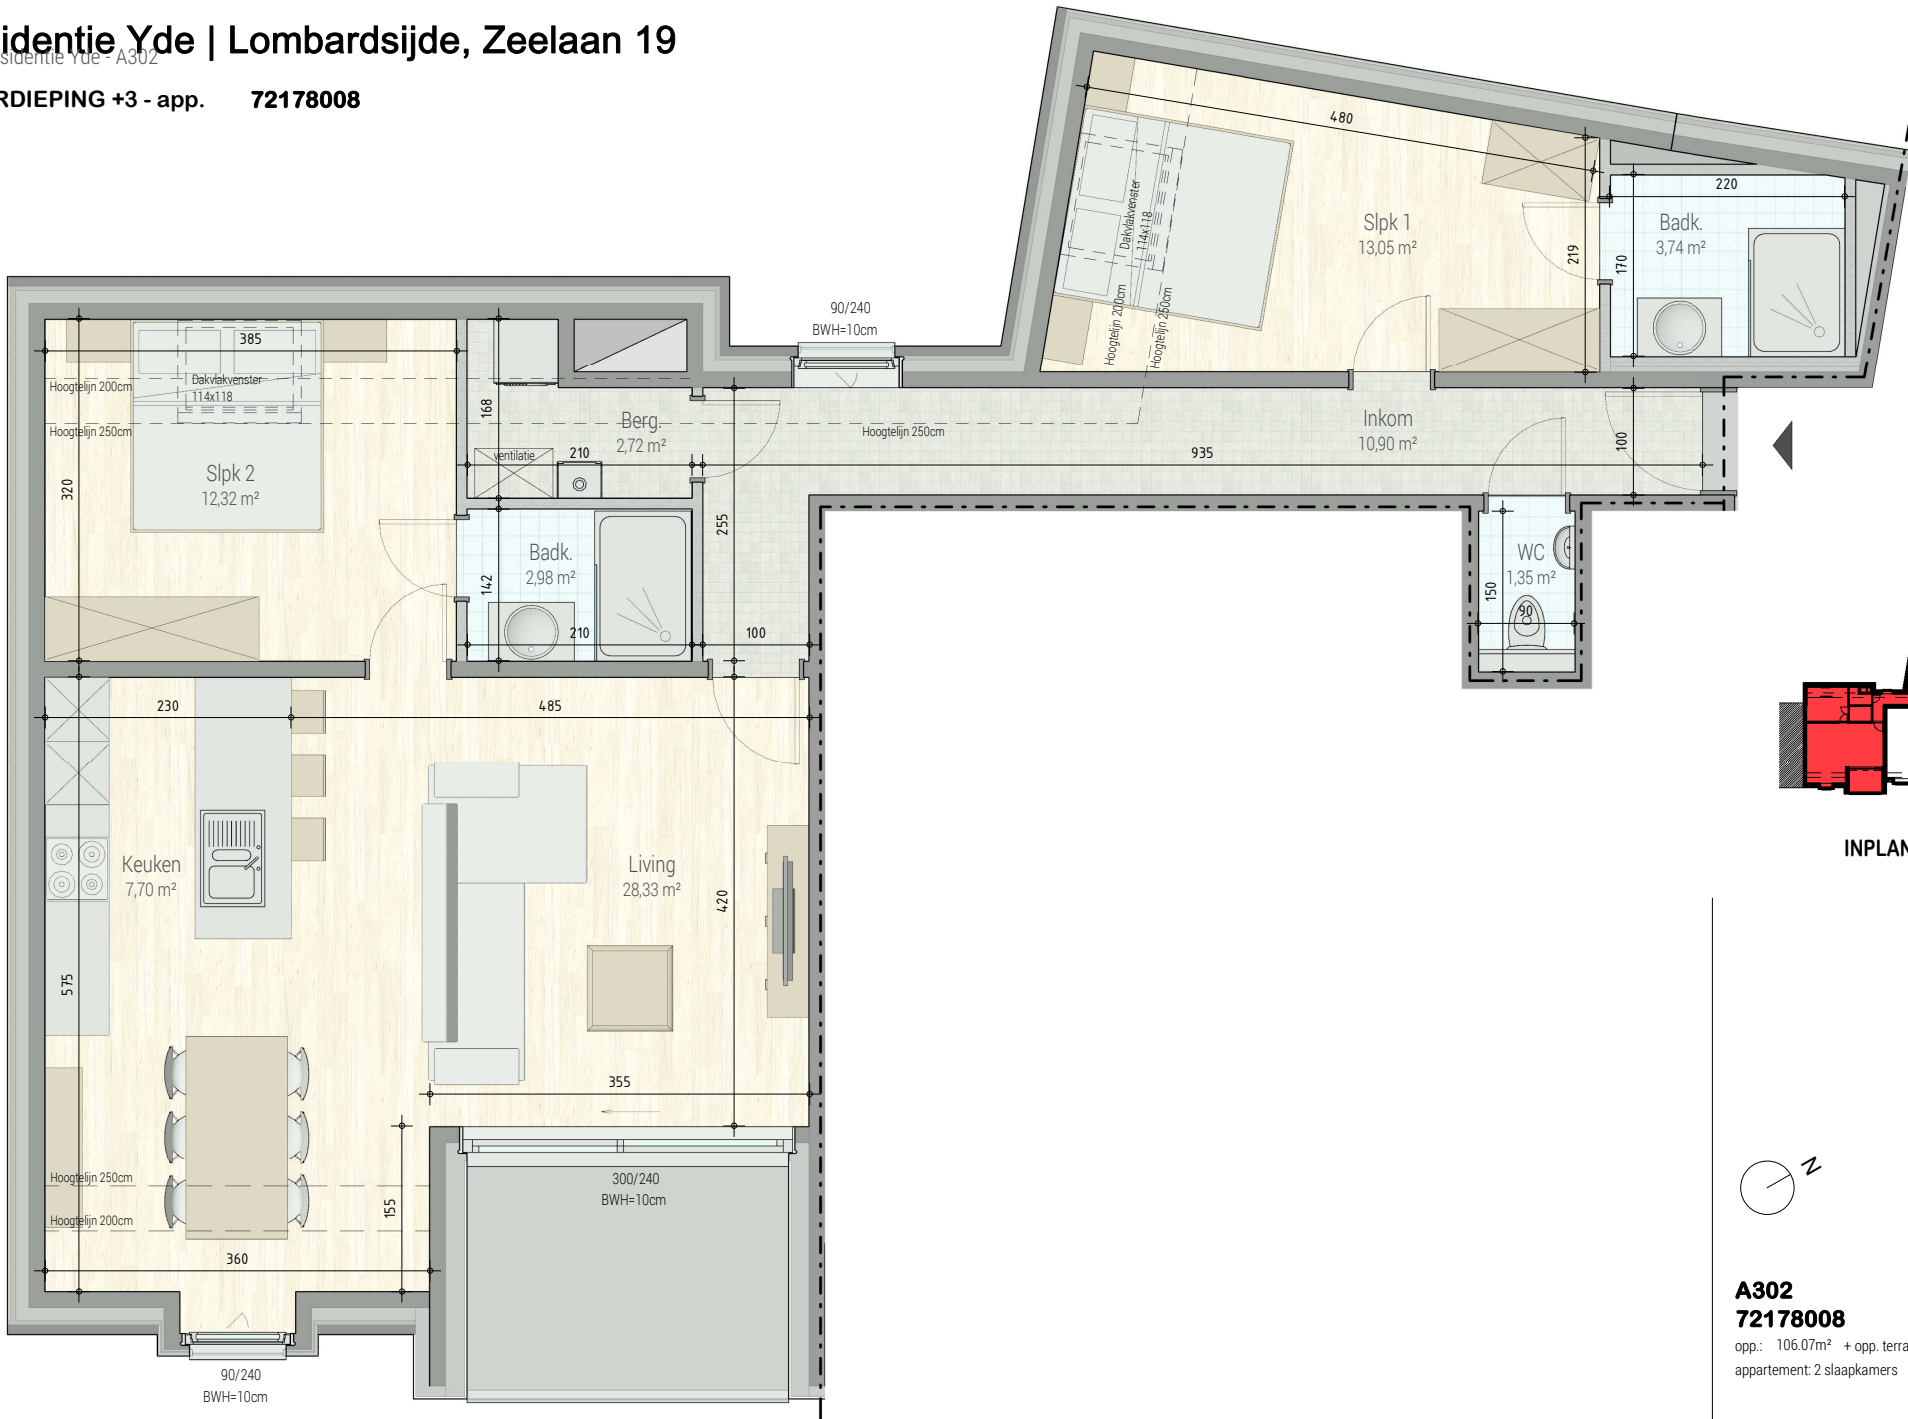 identie Yde | Lombardsijde, Zeelaan 19
sidentie Yde - A302
RDIEPING +3 - app. 72178008
480
Dakvlakvenster
114x118
Hoogtelijn 200cm
Hoogtelijn 250cm
Slpk 1
13,05 m²
219
170
220
Badk.
3,74 m²
90/240
BWH=10cm
385
Hoogtelijn 200cm
Dakvlakvenster
114x118
Hoogtelijn 250cm
Slpk 2
12,32 m²
320
168
Berg.
2,72 m²
ventilatie
210
Hoogtelijn 250cm
Inkom
10,90 m²
935
100
255
Badk.
2,98 m²
142
210
100
WC
1,35 m²
150
90
230
485
Keuken
7,70 m²
Living
28,33 m²
420
575
355
INPLAN
Hoogtelijn 250cm
Hoogtelijn 200cm
155
360
300/240
BWH=10cm
90/240
BWH=10cm
N
A302
72178008
opp.: 106.07m² + opp. terra
appartement: 2 slaapkamers